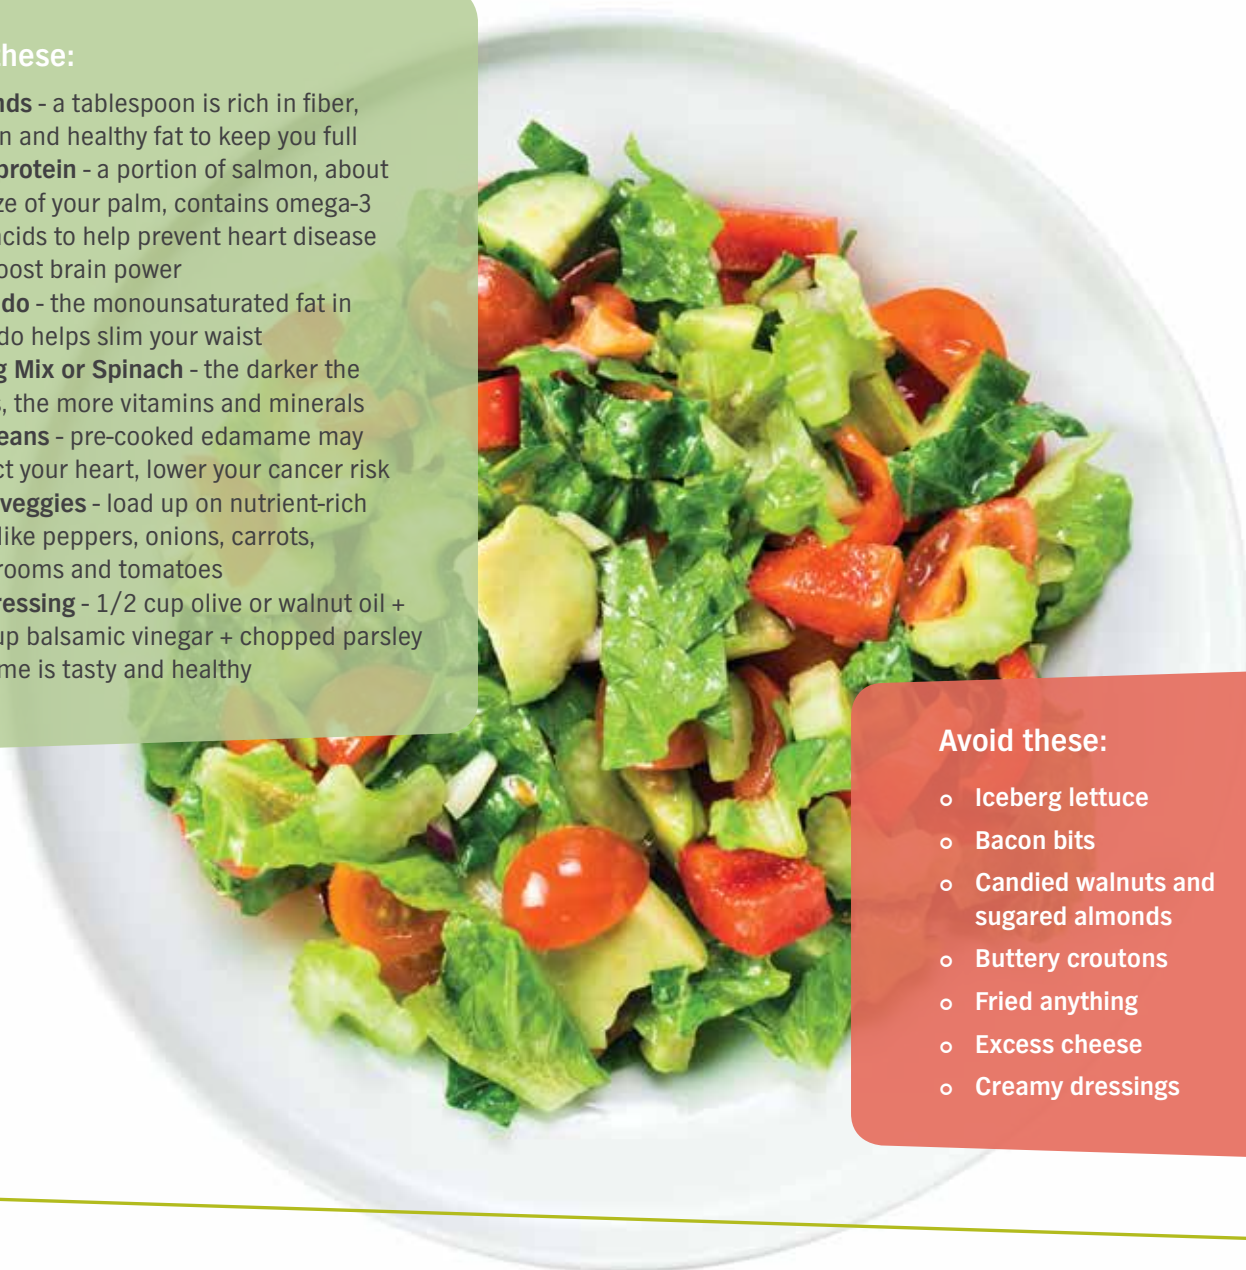 these:
nds - a tablespoon is rich in fiber,
n and healthy fat to keep you full
protein - a portion of salmon, about
ze of your palm, contains omega-3
acids to help prevent heart disease
oost brain power
do - the monounsaturated fat in
do helps slim your waist
g Mix or Spinach - the darker the
s, the more vitamins and minerals
eans - pre-cooked edamame may
ct your heart, lower your cancer risk
veggies - load up on nutrient-rich
like peppers, onions, carrots,
rooms and tomatoes
ressing - 1/2 cup olive or walnut oil +
up balsamic vinegar + chopped parsley
me is tasty and healthy
Avoid these:
Iceberg lettuce
Bacon bits
Candied walnuts and
sugared almonds
Buttery croutons
Fried anything
Excess cheese
Creamy dressings